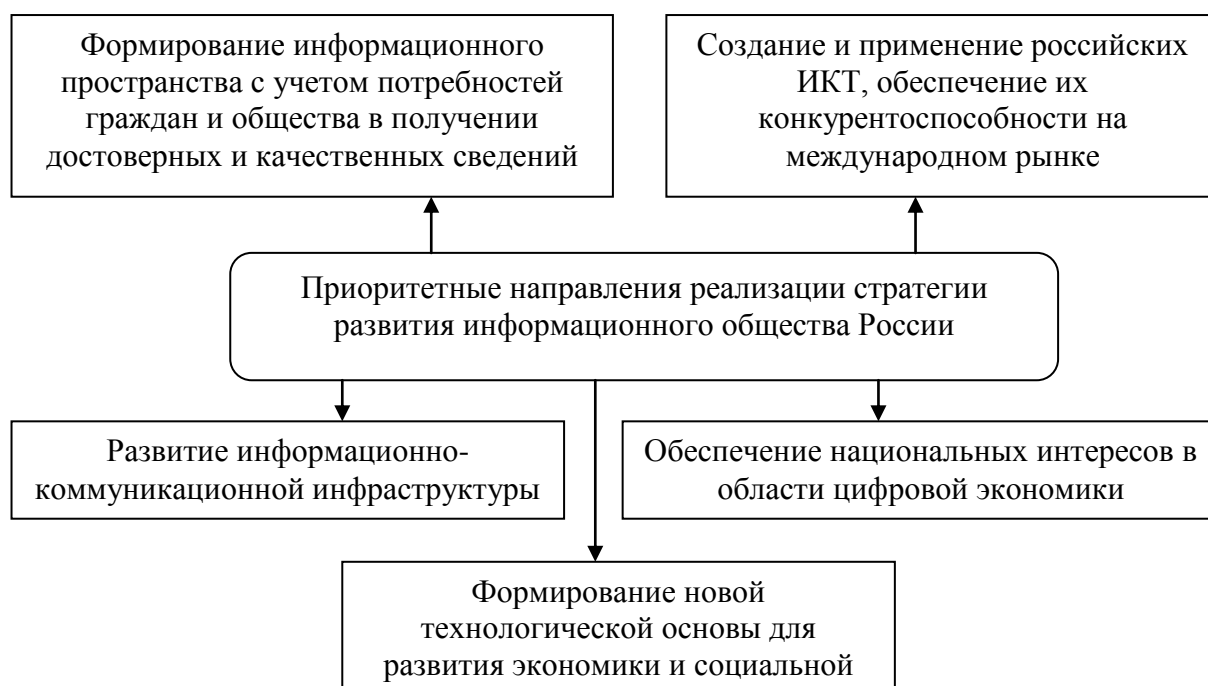 Формирование информационного
пространства с учетом потребностей
граждан и общества в получении
достоверных и качественных сведений
Создание и применение российских
ИКТ, обеспечение их
конкурентоспособности на
международном рынке
Приоритетные направления реализации стратегии
развития информационного общества России
Развитие информационно-
коммуникационной инфраструктуры
Обеспечение национальных интересов в
области цифровой экономики
Формирование новой
технологической основы для
развития экономики и социальной